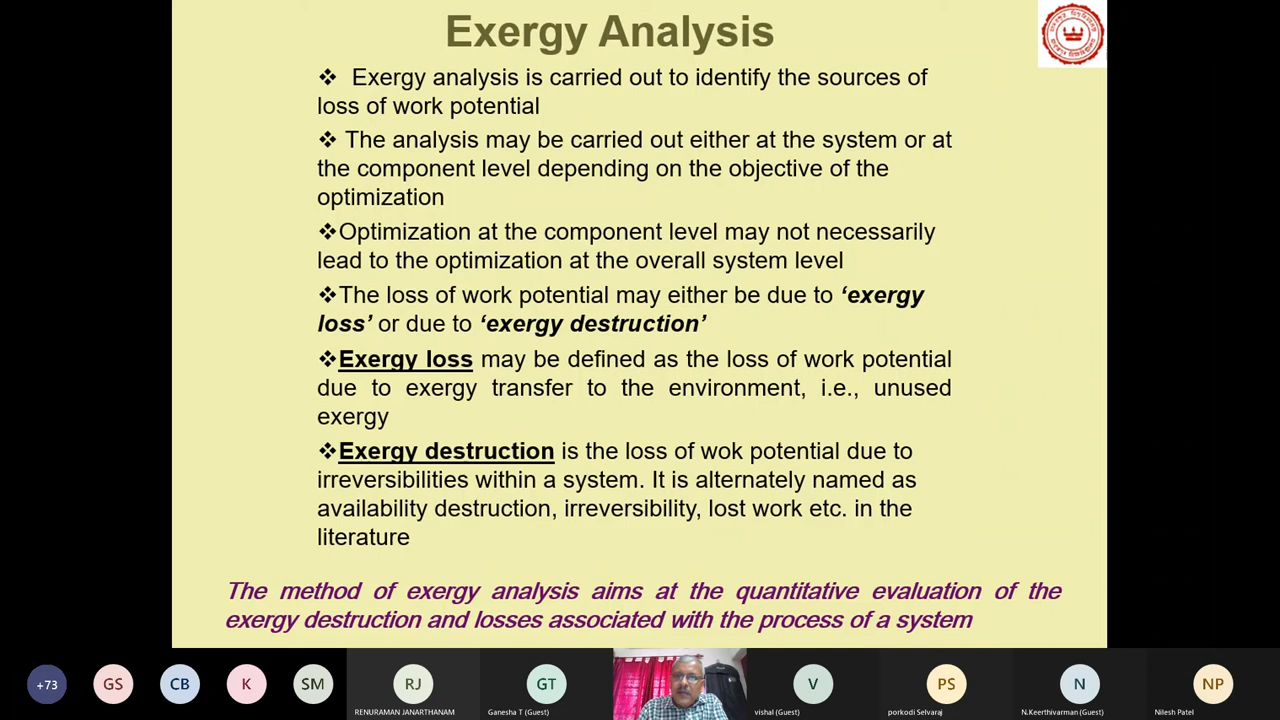 Exergy Analysis
❖ Exergy analysis is carried out to identify the sources of
loss of work potential
❖ The analysis may be carried out either at the system or at
the component level depending on the objective of the
optimization
❖Optimization at the component level may not necessarily
lead to the optimization at the overall system level
❖The loss of work potential may either be due to ‘exergy
loss’ or due to ‘exergy destruction’
❖Exergy loss may be defined as the loss of work potential
due to exergy transfer to the environment, i.e., unused
exergy
❖Exergy destruction is the loss of wok potential due to
irreversibilities within a system. It is alternately named as
availability destruction, irreversibility, lost work etc. in the
literature
The method of exergy analysis aims at the quantitative evaluation of the
exergy destruction and losses associated with the process of a system
+73 GS CB K SM RJ GT V PS N NP
RENURAMAN JANARTHANAM Ganesha T (Guest) vishal (Guest) porkodi Selvaraj N.Keerthivarman (Guest) Nilesh Patel